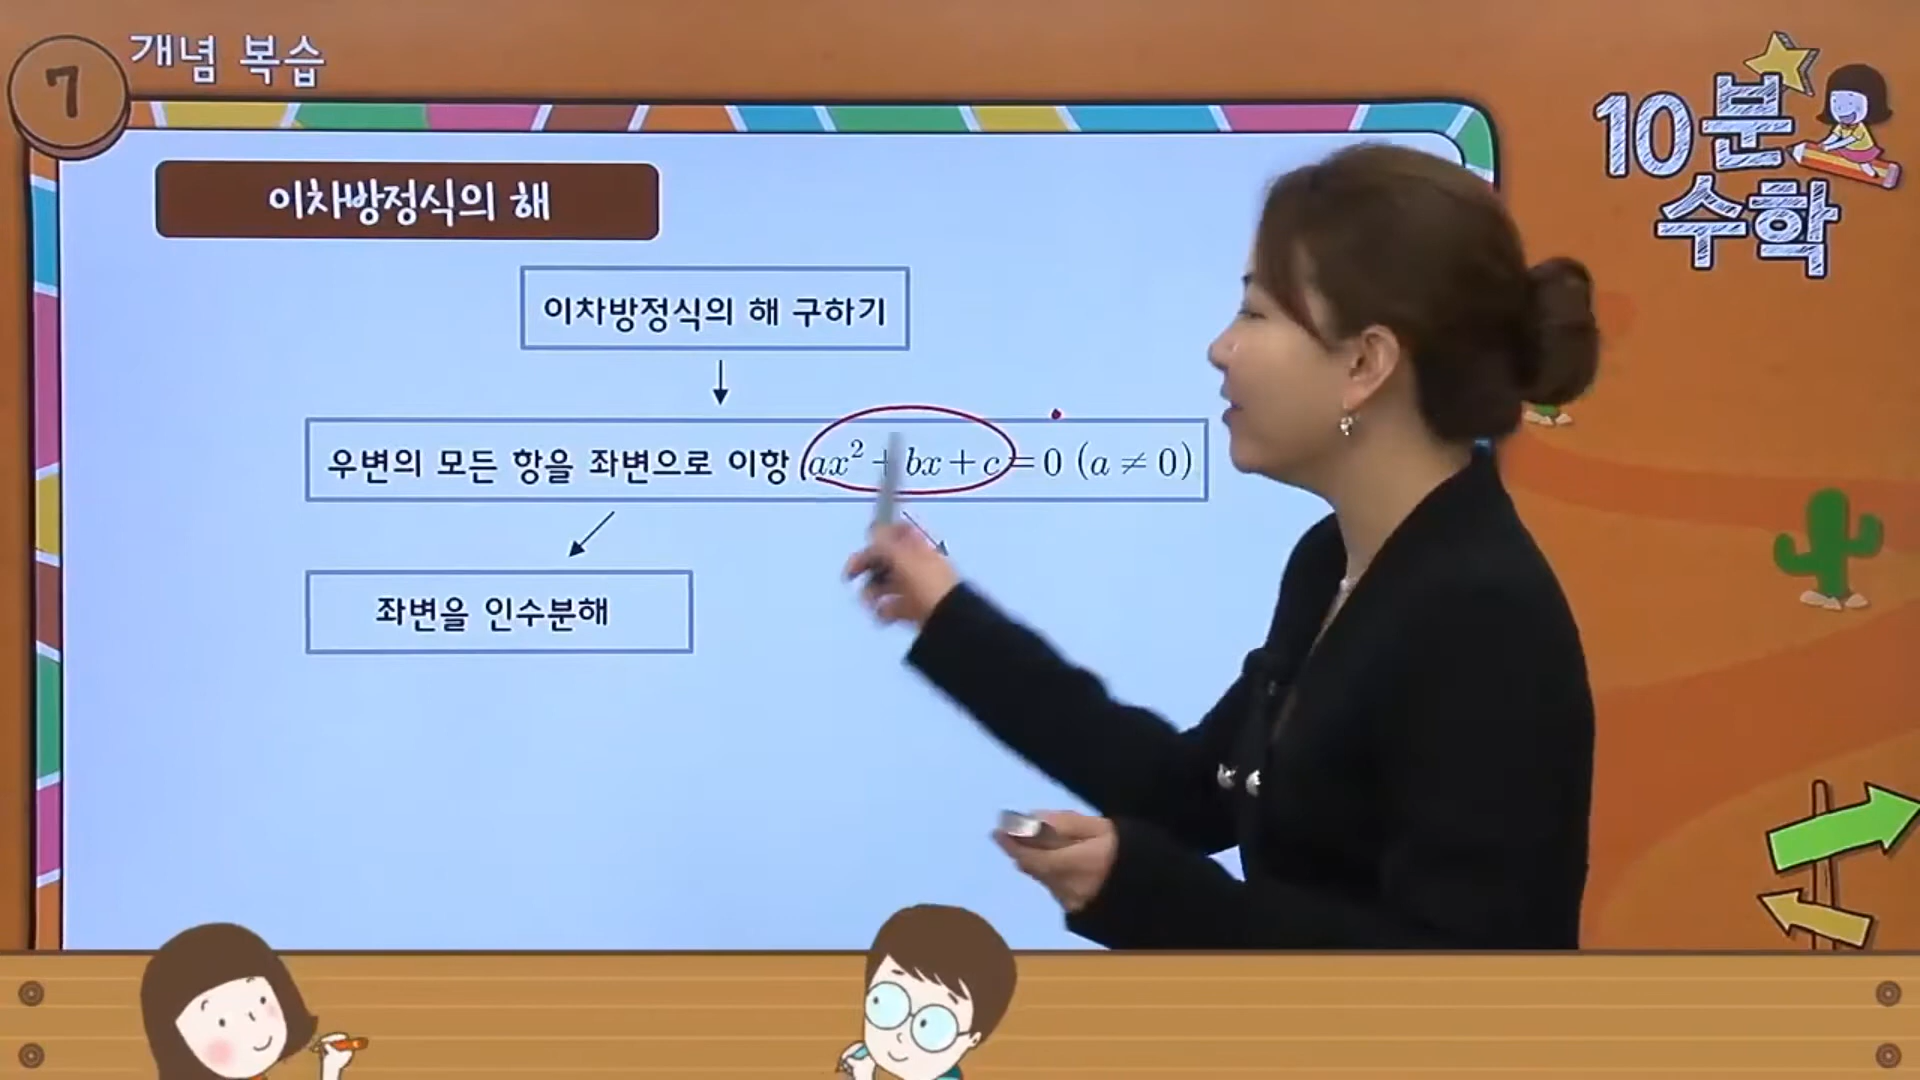 7
개념 복습
10분
수학
이차방정식의 해
이차방정식의 해 구하기
우변의 모든 항을 좌변으로 이항 ax² + bx + c = 0 (a ≠ 0)
좌변을 인수분해